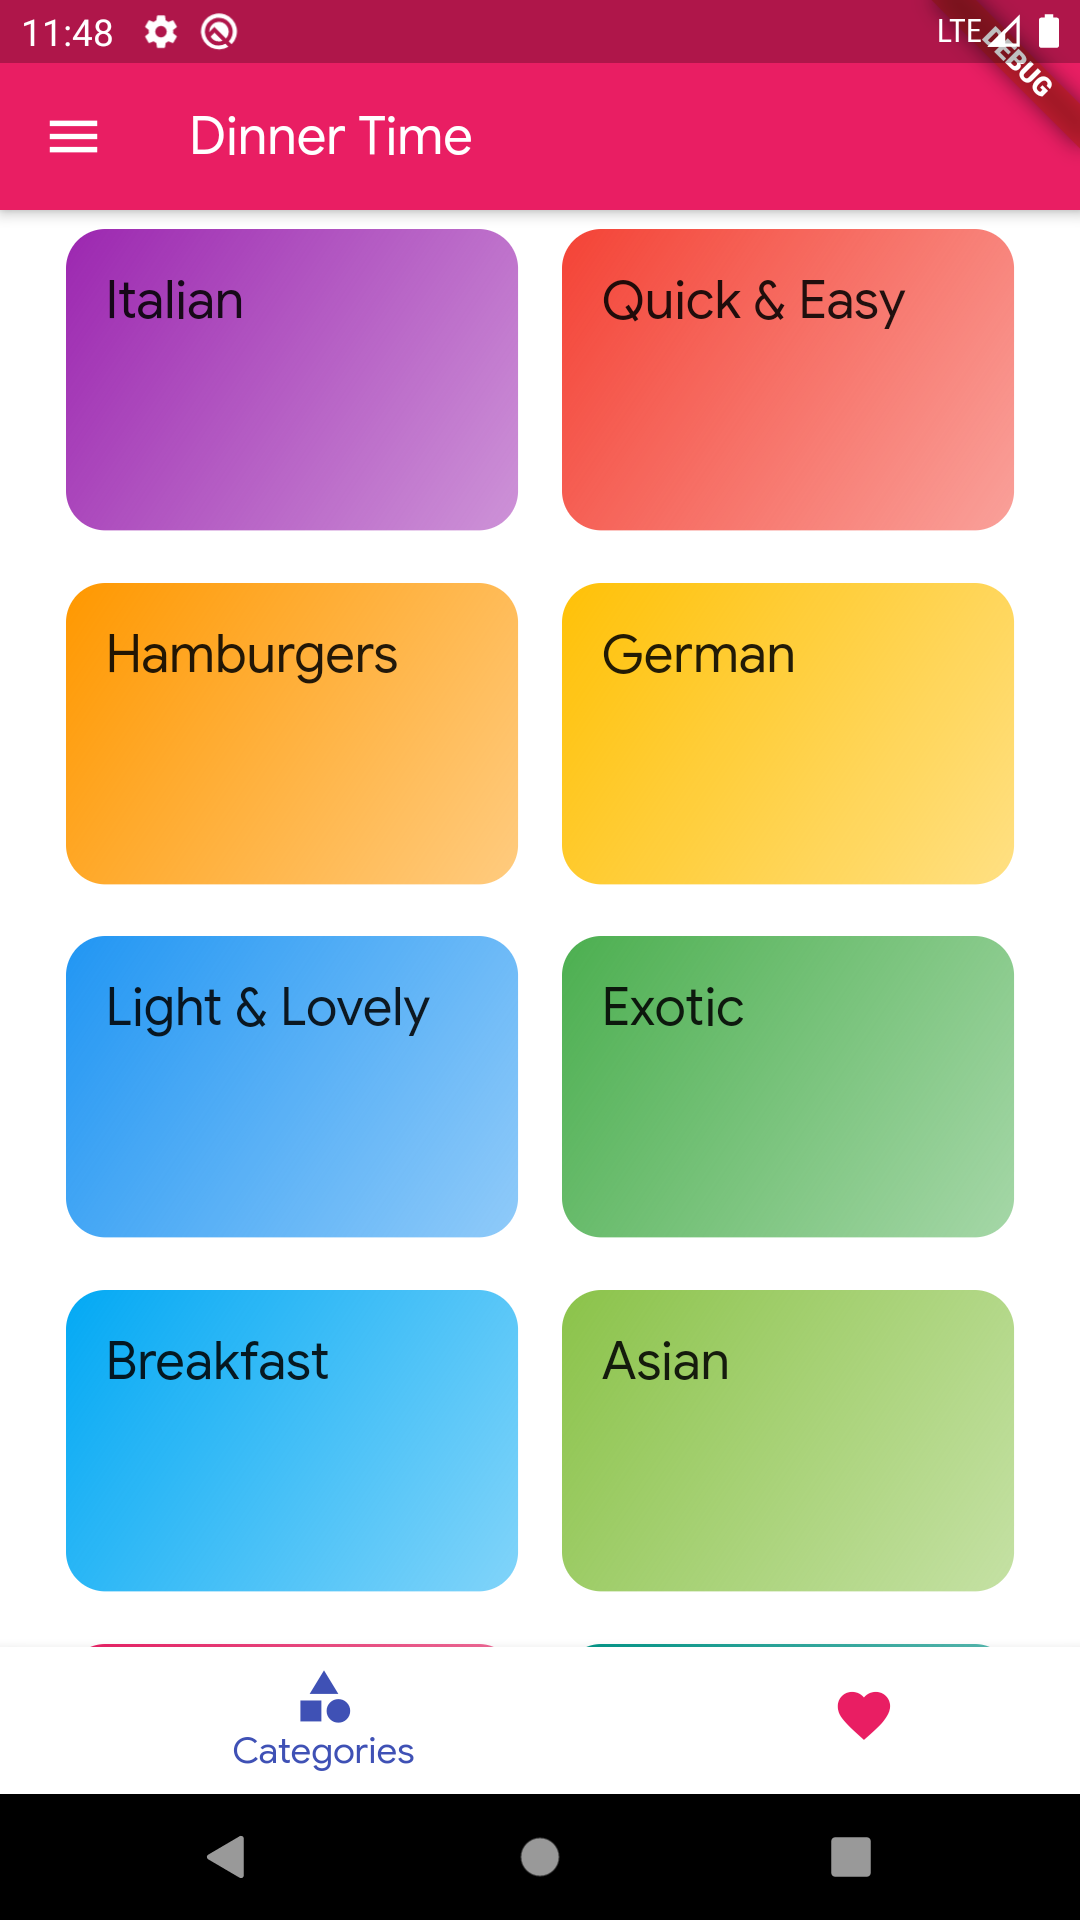 11:48
LTE
DEBUG
Dinner Time
Italian
Quick & Easy
Hamburgers
German
Light & Lovely
Exotic
Breakfast
Asian
Categories